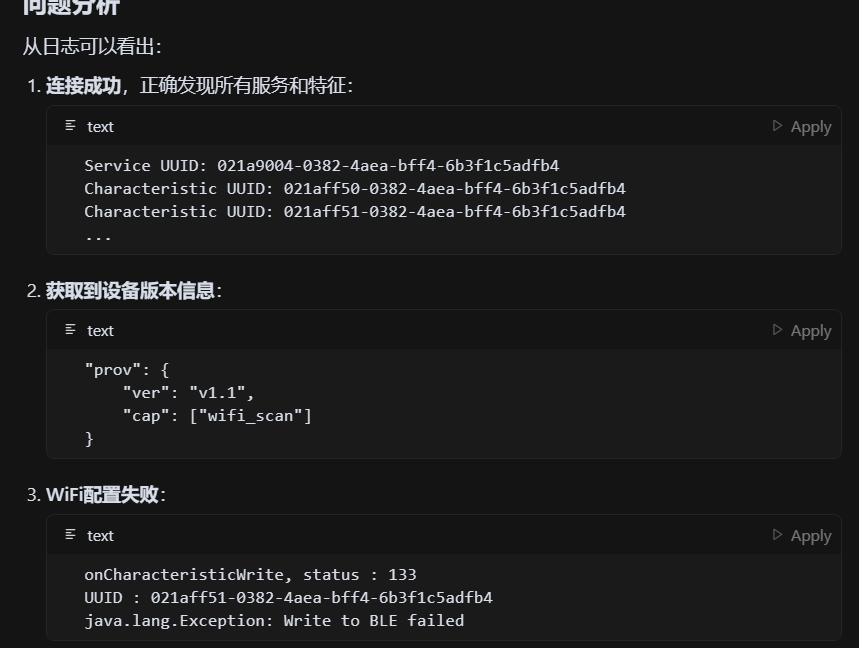 问题分析
从日志可以看出：
1. 连接成功，正确发现所有服务和特征：
text
Apply
Service UUID: 021a9004-0382-4aea-bff4-6b3f1c5adfb4
Characteristic UUID: 021aff50-0382-4aea-bff4-6b3f1c5adfb4
Characteristic UUID: 021aff51-0382-4aea-bff4-6b3f1c5adfb4
...
2. 获取到设备版本信息：
text
Apply
"prov": {
    "ver": "v1.1",
    "cap": ["wifi_scan"]
}
3. WiFi配置失败：
text
Apply
onCharacteristicWrite, status : 133
UUID : 021aff51-0382-4aea-bff4-6b3f1c5adfb4
java.lang.Exception: Write to BLE failed